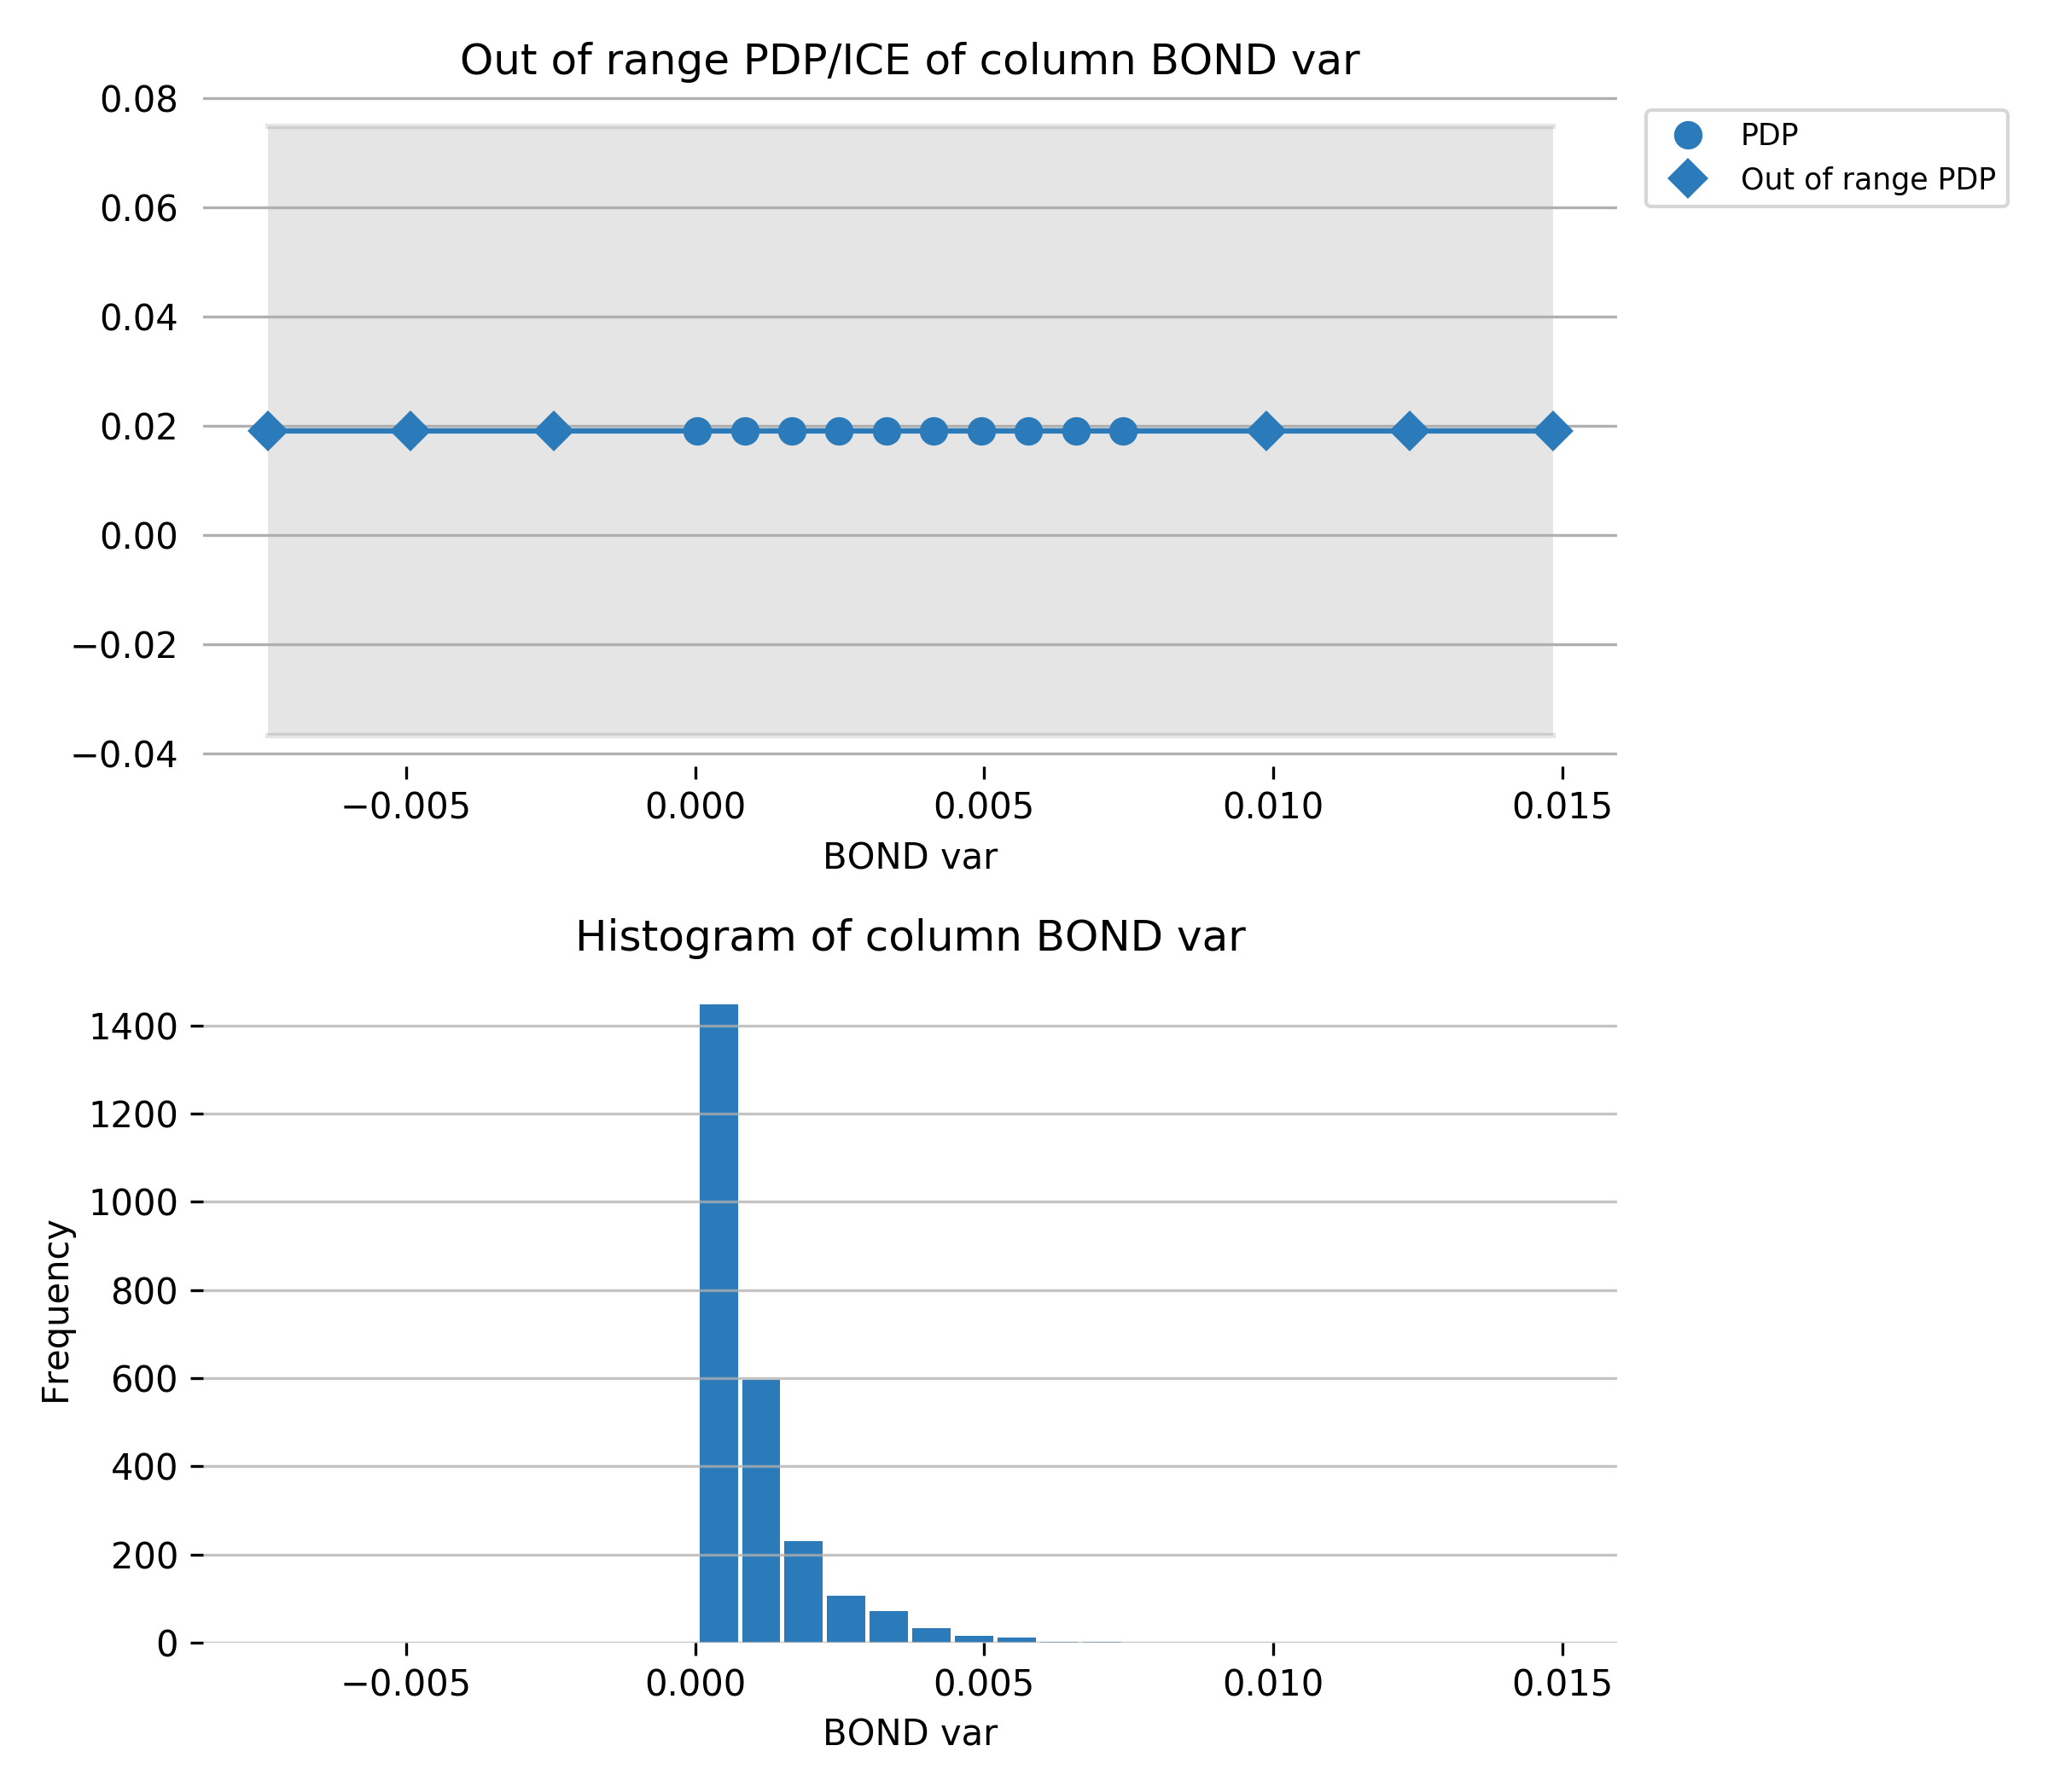 Out of range PDP/ICE of column BOND var
0.08
0.06
0.04
0.02
0.00
−0.02
−0.04
−0.005 0.000 0.005 0.010 0.015
BOND var
PDP
Out of range PDP
Histogram of column BOND var
Frequency
1400
1200
1000
800
600
400
200
0
−0.005 0.000 0.005 0.010 0.015
BOND var